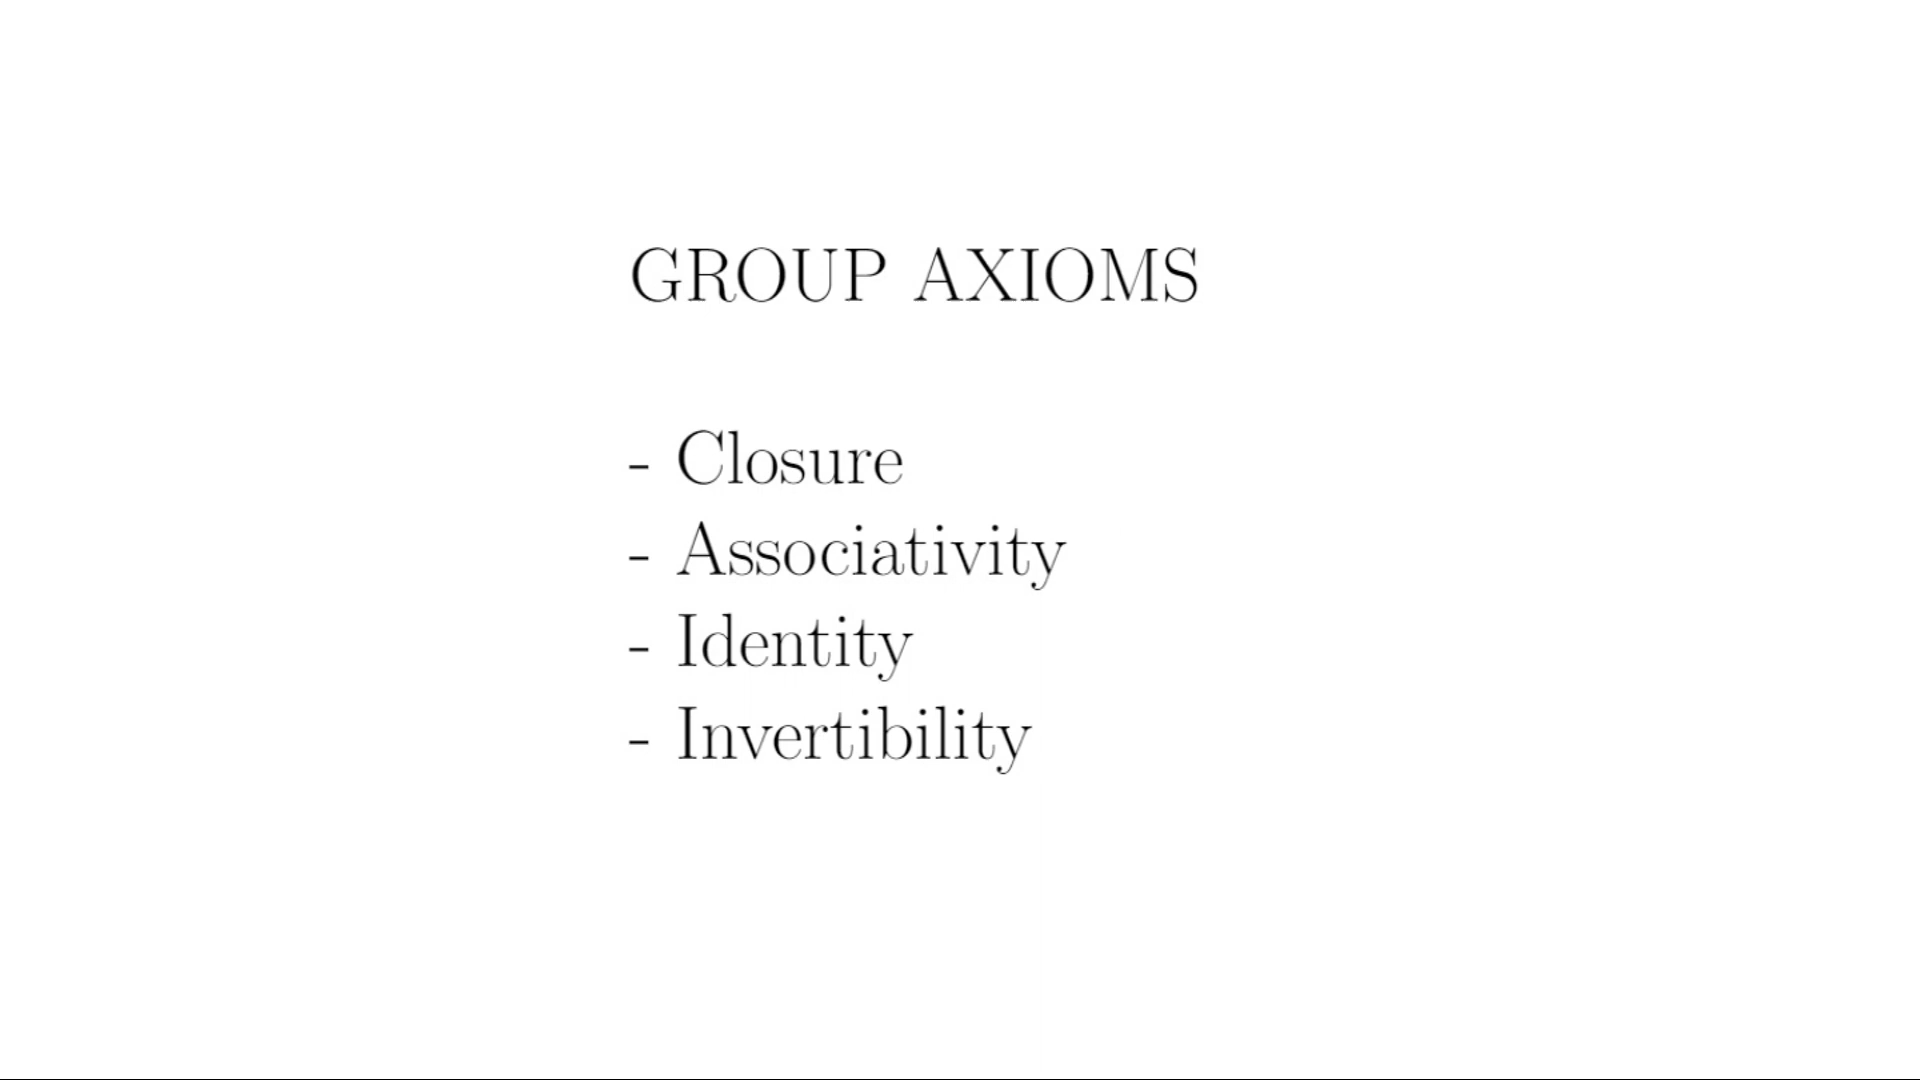 GROUP AXIOMS
- Closure
- Associativity
- Identity
- Invertibility